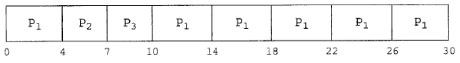 P₁ P₂ P₃ P₁ P₁ P₁ P₁ P₁
0 4 7 10 14 18 22 26 30